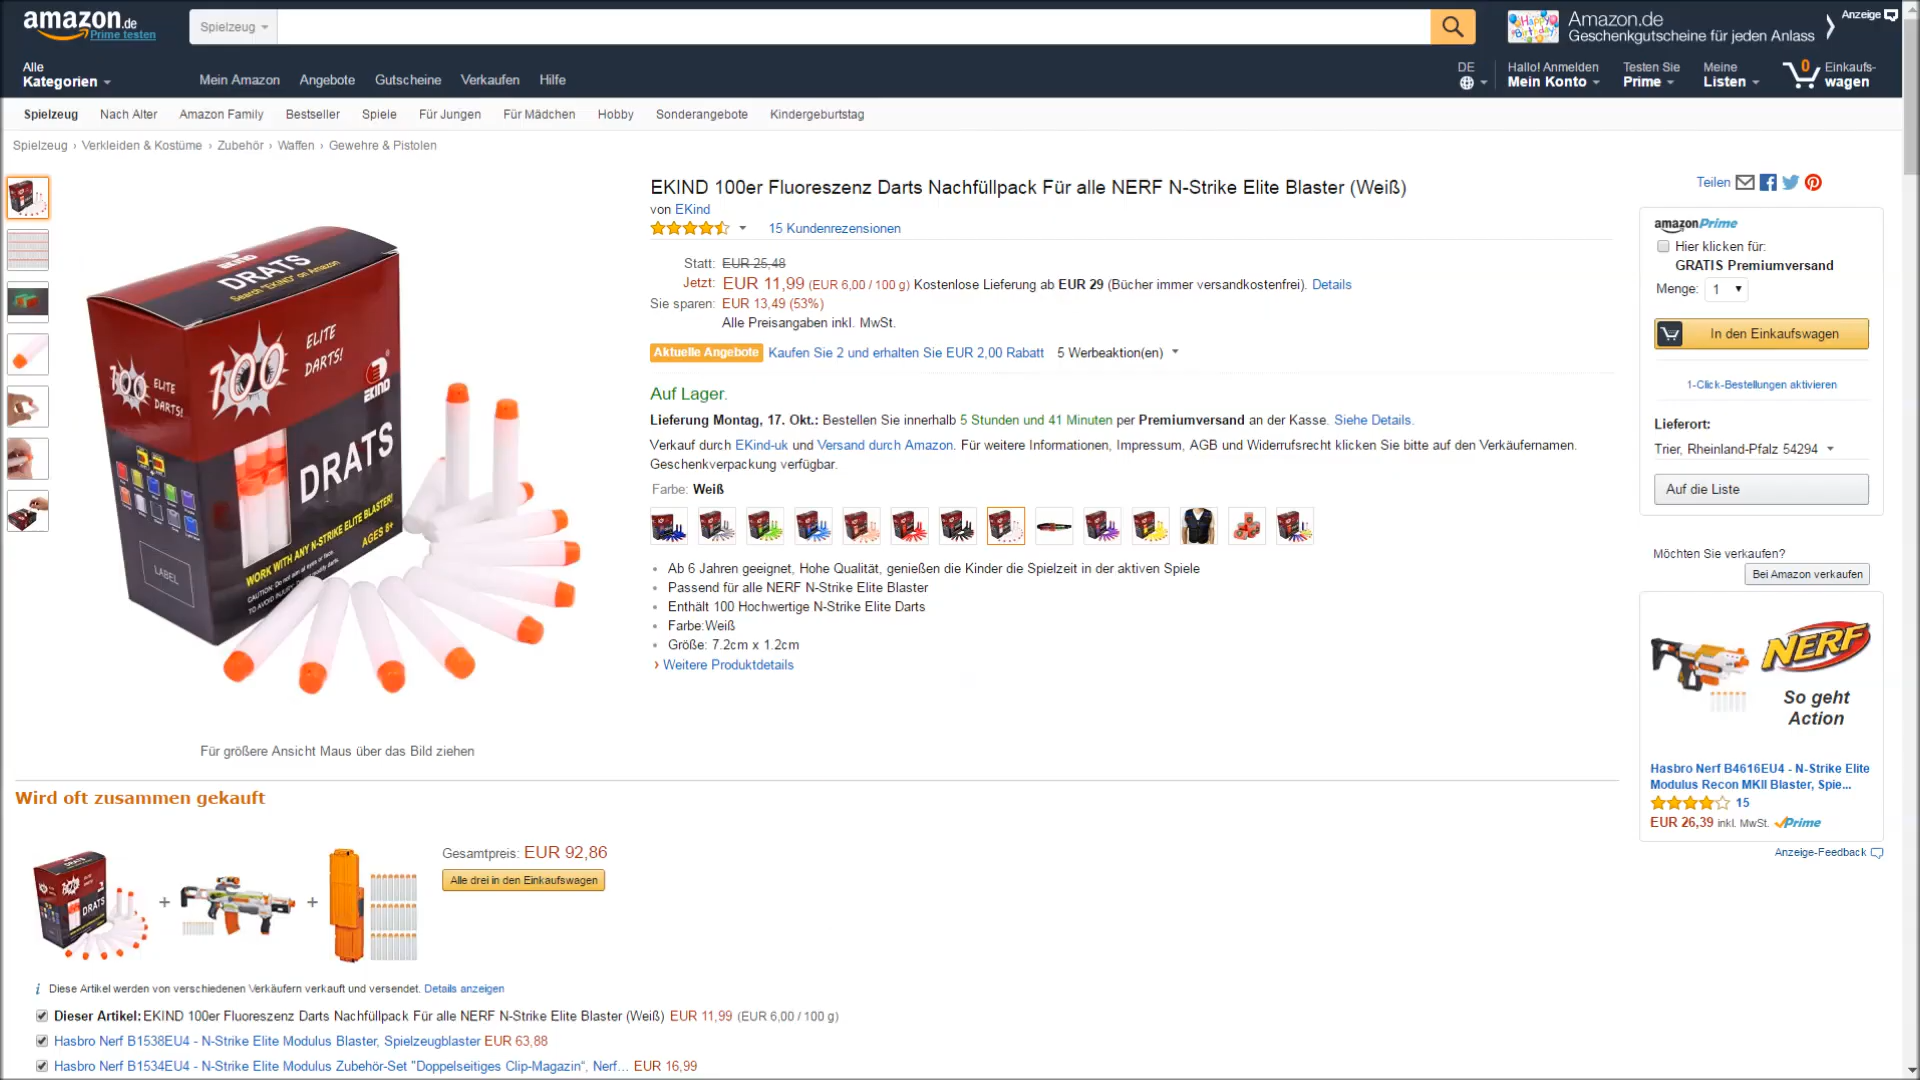 amazon.de
Prime testen
Spielzeug
Amazon.de
Geschenkgutscheine für jeden Anlass
Anzeige
Alle
Kategorien
Mein Amazon
Angebote
Gutscheine
Verkaufen
Hilfe
DE
Hallo! Anmelden
Mein Konto
Testen Sie
Prime
Meine
Listen
0
Einkaufs-
wagen
Spielzeug
Nach Alter
Amazon Family
Bestseller
Spiele
Für Jungen
Für Mädchen
Hobby
Sonderangebote
Kindergeburtstag
Spielzeug › Verkleiden & Kostüme › Zubehör › Waffen › Gewehre & Pistolen
DRATS
Search "EKIND" on Amazon
100 ELITE DARTS!
100 ELITE DARTS!
EKIND
DRATS
WORK WITH ANY N-STRIKE ELITE BLASTER!
AGES 8+
LABEL
Für größere Ansicht Maus über das Bild ziehen
EKIND 100er Fluoreszenz Darts Nachfüllpack Für alle NERF N-Strike Elite Blaster (Weiß)
von EKind
15 Kundenrezensionen
Statt: EUR 25,48
Jetzt: EUR 11,99 (EUR 6,00 / 100 g) Kostenlose Lieferung ab EUR 29 (Bücher immer versandkostenfrei). Details
Sie sparen: EUR 13,49 (53%)
Alle Preisangaben inkl. MwSt.
Aktuelle Angebote Kaufen Sie 2 und erhalten Sie EUR 2,00 Rabatt 5 Werbeaktion(en)
Auf Lager.
Lieferung Montag, 17. Okt.: Bestellen Sie innerhalb 5 Stunden und 41 Minuten per Premiumversand an der Kasse. Siehe Details.
Verkauf durch EKind-uk und Versand durch Amazon. Für weitere Informationen, Impressum, AGB und Widerrufsrecht klicken Sie bitte auf den Verkäufernamen.
Geschenkverpackung verfügbar.
Farbe: Weiß
• Ab 6 Jahren geeignet, Hohe Qualität, genießen die Kinder die Spielzeit in der aktiven Spiele
• Passend für alle NERF N-Strike Elite Blaster
• Enthält 100 Hochwertige N-Strike Elite Darts
• Farbe:Weiß
• Größe: 7.2cm x 1.2cm
› Weitere Produktdetails
Teilen
amazonPrime
Hier klicken für:
GRATIS Premiumversand
Menge: 1
In den Einkaufswagen
1-Click-Bestellungen aktivieren
Lieferort:
Trier, Rheinland-Pfalz 54294
Auf die Liste
Möchten Sie verkaufen?
Bei Amazon verkaufen
NERF
So geht
Action
Hasbro Nerf B4616EU4 - N-Strike Elite
Modulus Recon MKII Blaster, Spie...
15
EUR 26,39 inkl. MwSt. Prime
Anzeige-Feedback
Wird oft zusammen gekauft
DRATS
+
+
Gesamtpreis: EUR 92,86
Alle drei in den Einkaufswagen
i Diese Artikel werden von verschiedenen Verkäufern verkauft und versendet. Details anzeigen
Dieser Artikel: EKIND 100er Fluoreszenz Darts Nachfüllpack Für alle NERF N-Strike Elite Blaster (Weiß) EUR 11,99 (EUR 6,00 / 100 g)
Hasbro Nerf B1538EU4 - N-Strike Elite Modulus Blaster, Spielzeugblaster EUR 63,88
Hasbro Nerf B1534EU4 - N-Strike Elite Modulus Zubehör-Set "Doppelseitiges Clip-Magazin", Nerf... EUR 16,99